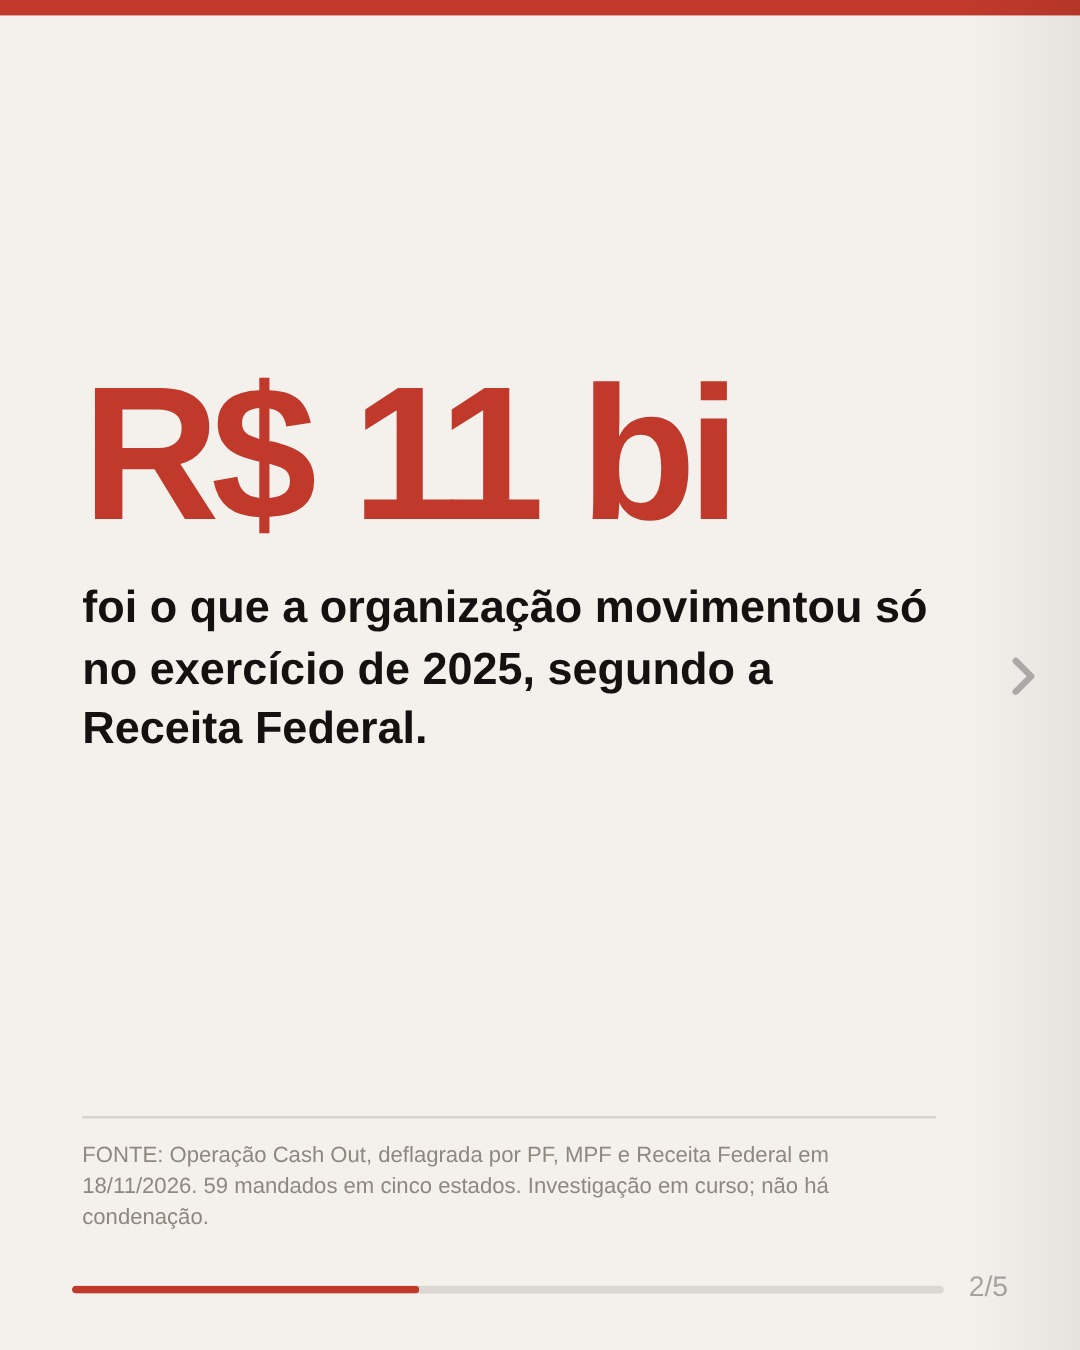 R$ 11 bi
foi o que a organização movimentou só
no exercício de 2025, segundo a
Receita Federal.
FONTE: Operação Cash Out, deflagrada por PF, MPF e Receita Federal em
18/11/2026. 59 mandados em cinco estados. Investigação em curso; não há
condenação.
2/5